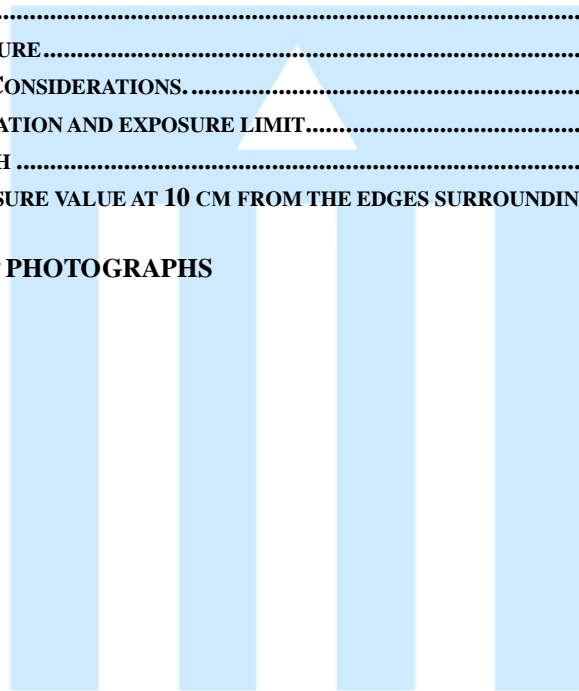 URE
CONSIDERATIONS.
ATION AND EXPOSURE LIMIT
H
SURE VALUE AT 10 CM FROM THE EDGES SURROUNDIN
PHOTOGRAPHS